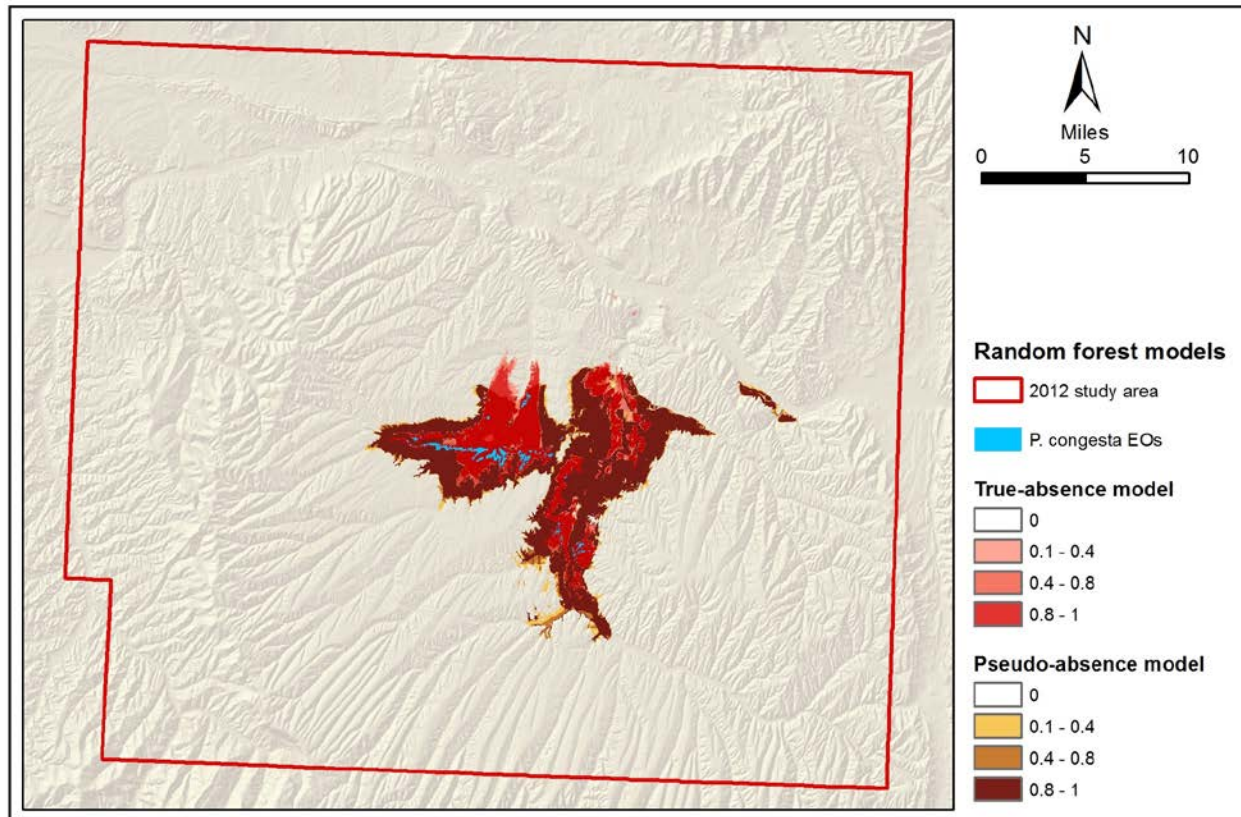 N
Miles
0 5 10
Random forest models
2012 study area
P. congesta EOs
True-absence model
0
0.1 - 0.4
0.4 - 0.8
0.8 - 1
Pseudo-absence model
0
0.1 - 0.4
0.4 - 0.8
0.8 - 1